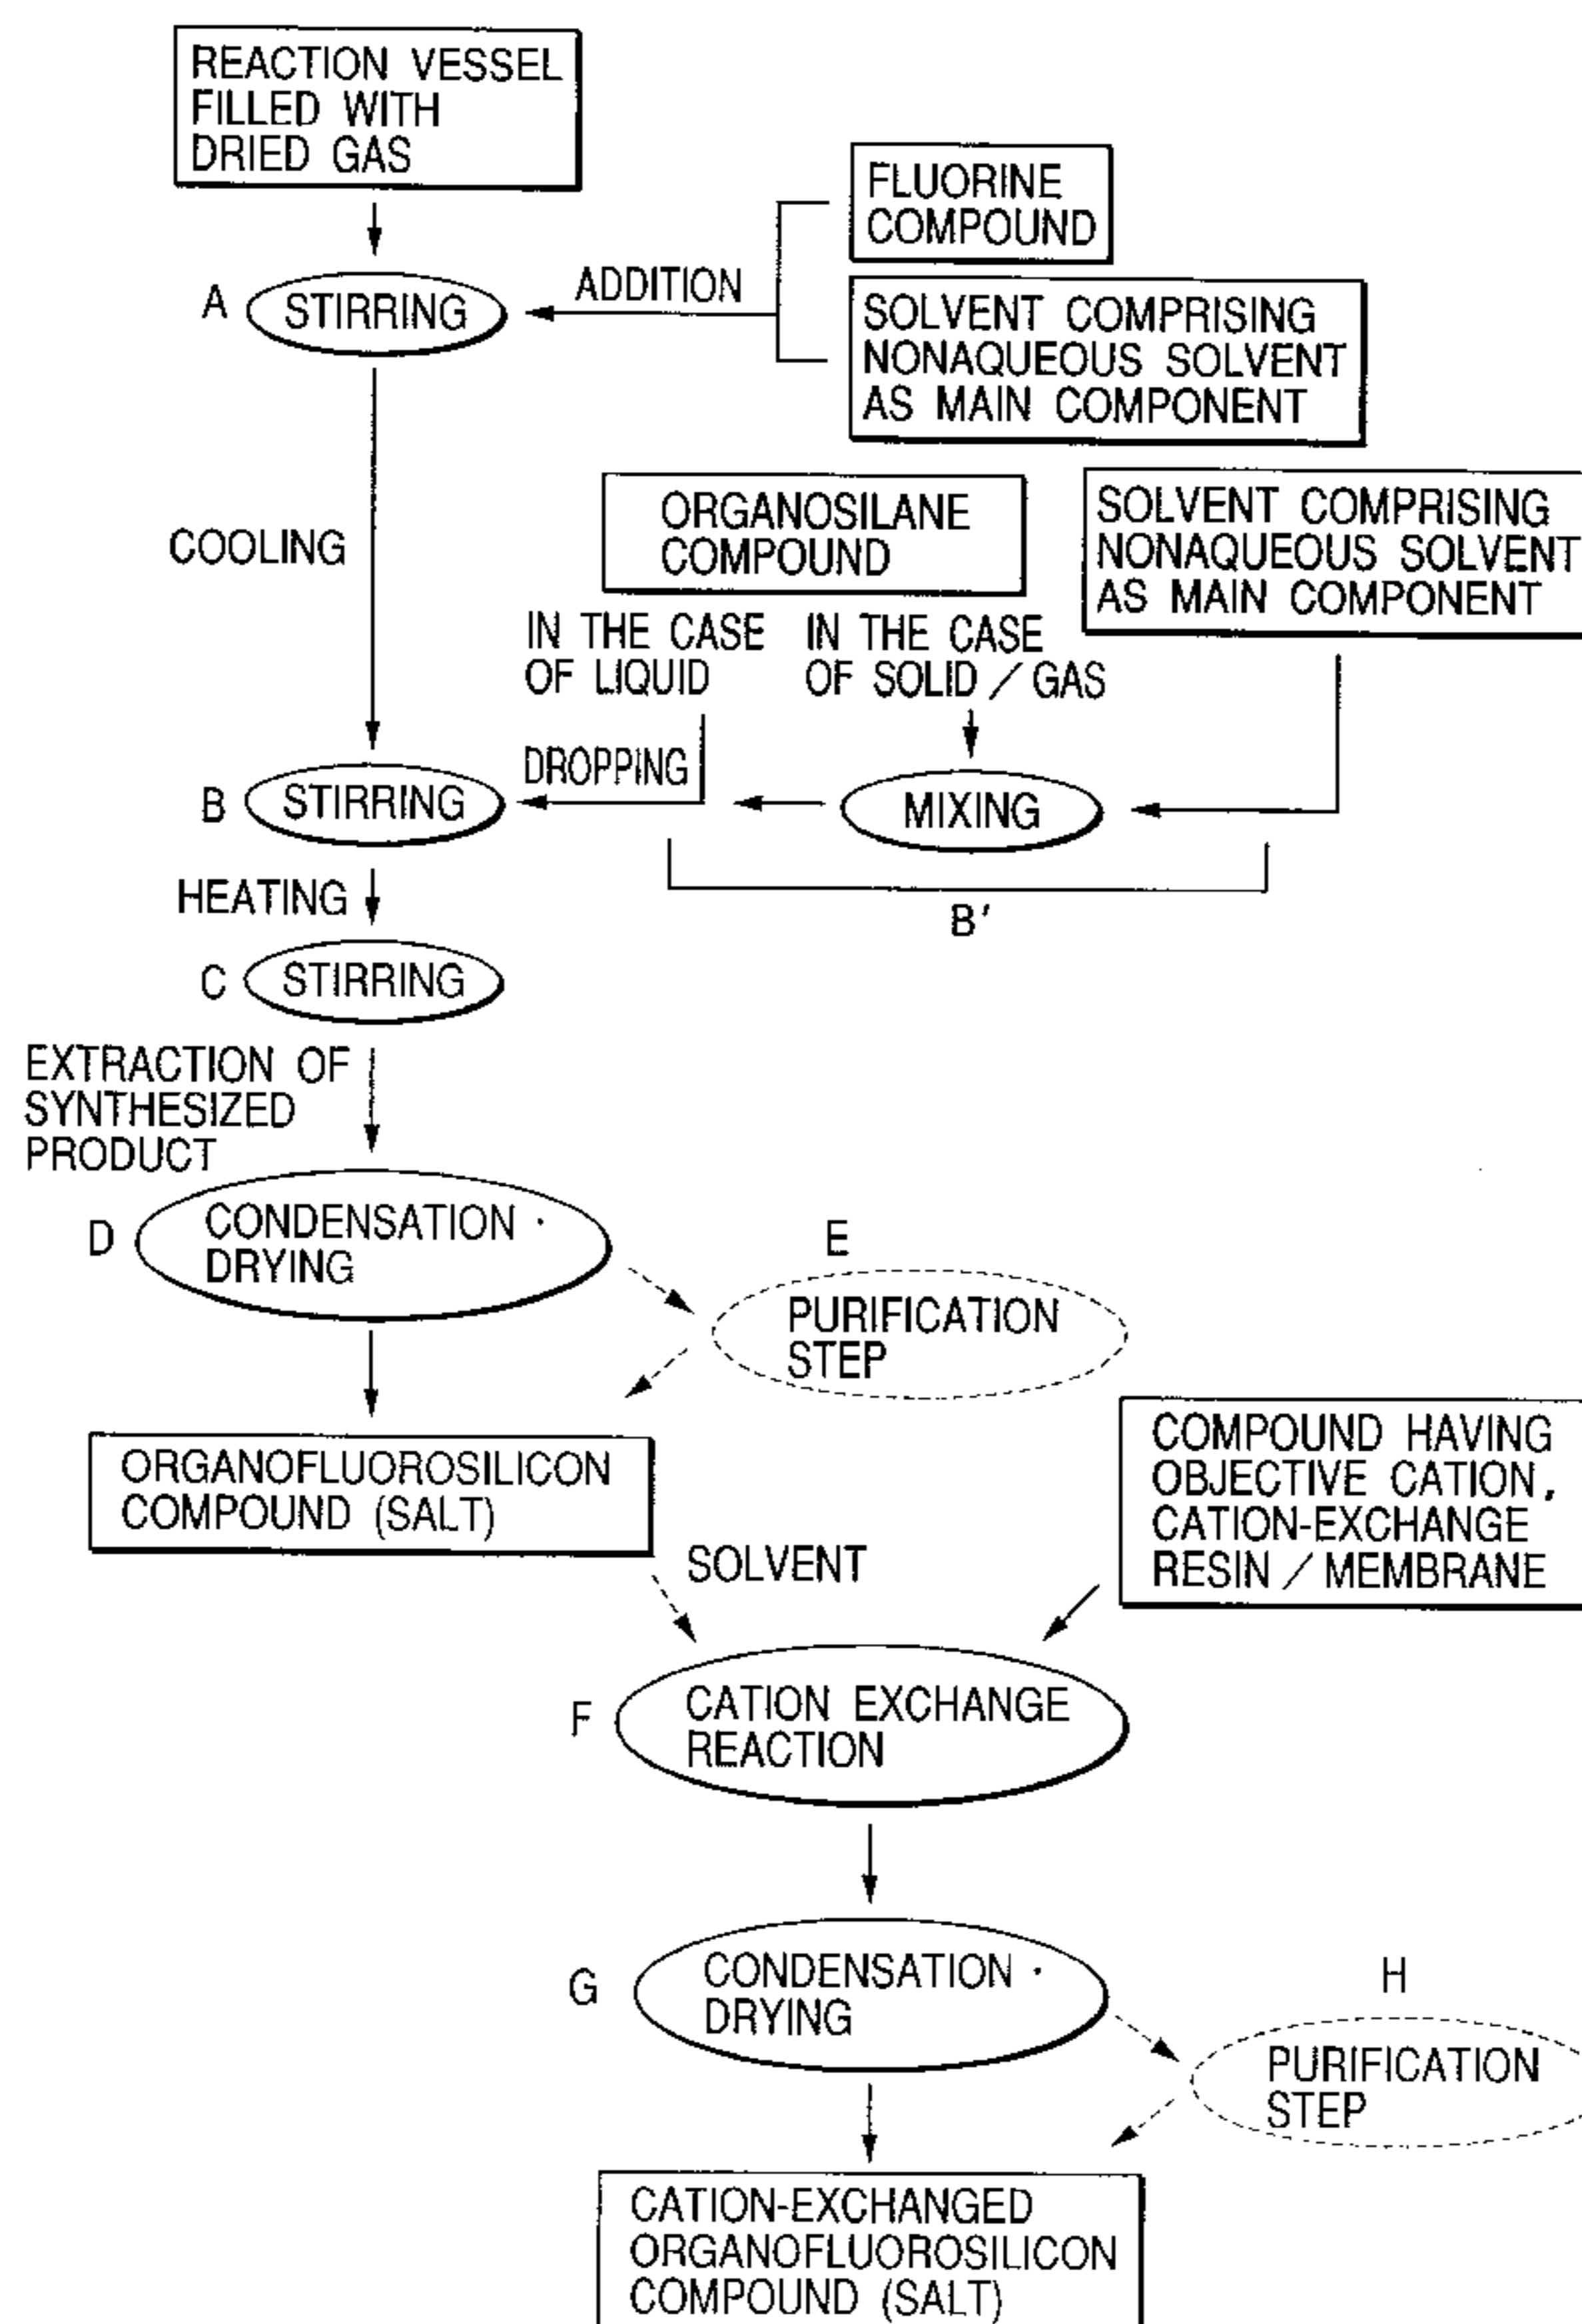 REACTION VESSEL
FILLED WITH
DRIED GAS
FLUORINE
COMPOUND
A
STIRRING
ADDITION
SOLVENT COMPRISING
NONAQUEOUS SOLVENT
AS MAIN COMPONENT
COOLING
ORGANOSILANE
COMPOUND
SOLVENT COMPRISING
NONAQUEOUS SOLVENT
AS MAIN COMPONENT
IN THE CASE
OF LIQUID
IN THE CASE
OF SOLID / GAS
B
STIRRING
DROPPING
MIXING
B'
HEATING
C
STIRRING
EXTRACTION OF
SYNTHESIZED
PRODUCT
D
CONDENSATION ·
DRYING
E
PURIFICATION
STEP
ORGANOFLUOROSILICON
COMPOUND (SALT)
SOLVENT
COMPOUND HAVING
OBJECTIVE CATION,
CATION-EXCHANGE
RESIN / MEMBRANE
F
CATION EXCHANGE
REACTION
G
CONDENSATION ·
DRYING
H
PURIFICATION
STEP
CATION-EXCHANGED
ORGANOFLUOROSILICON
COMPOUND (SALT)